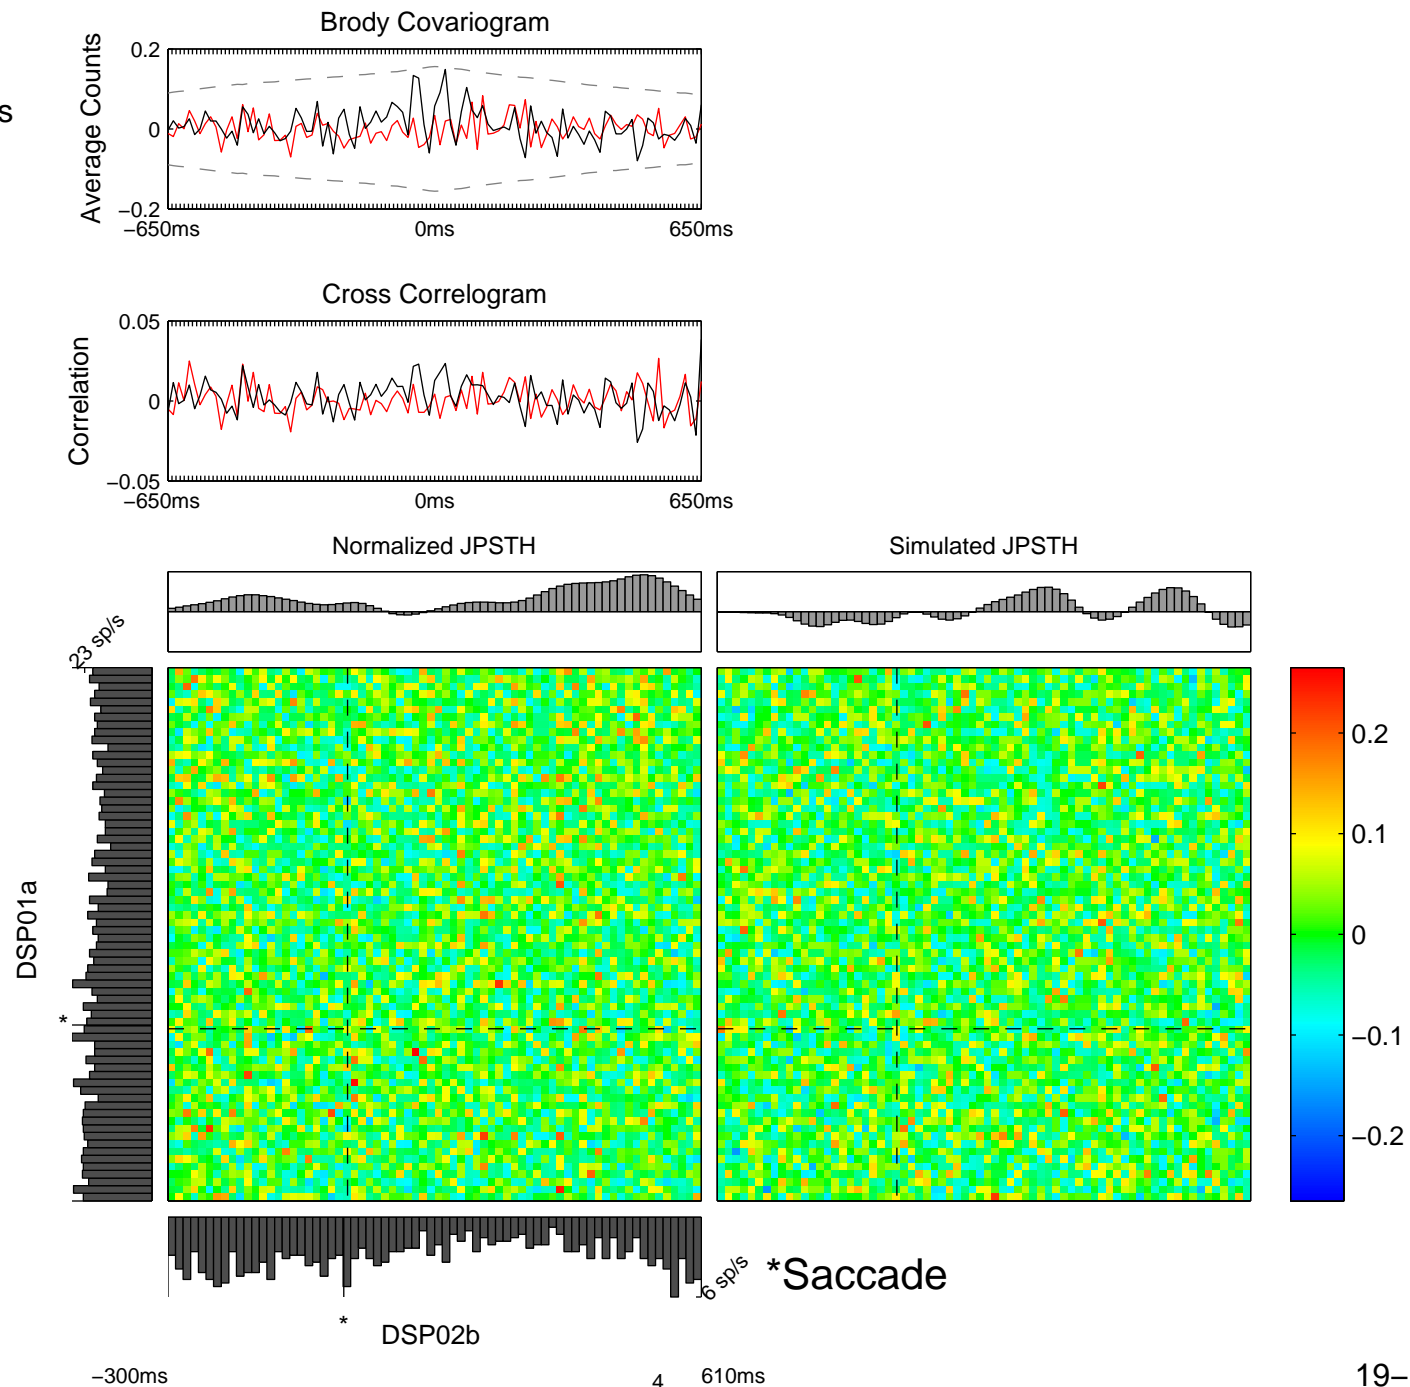 Brody Covariogram
s
Average Counts
0.2
0
−0.2
−650ms 0ms 650ms
Cross Correlogram
Correlation
0.05
0
−0.05
−650ms 0ms 650ms
Normalized JPSTH Simulated JPSTH
23 sp/s
DSP01a
*
0.2
0.1
0
−0.1
−0.2
6 sp/s
*Saccade
*
DSP02b
−300ms 4 610ms 19−